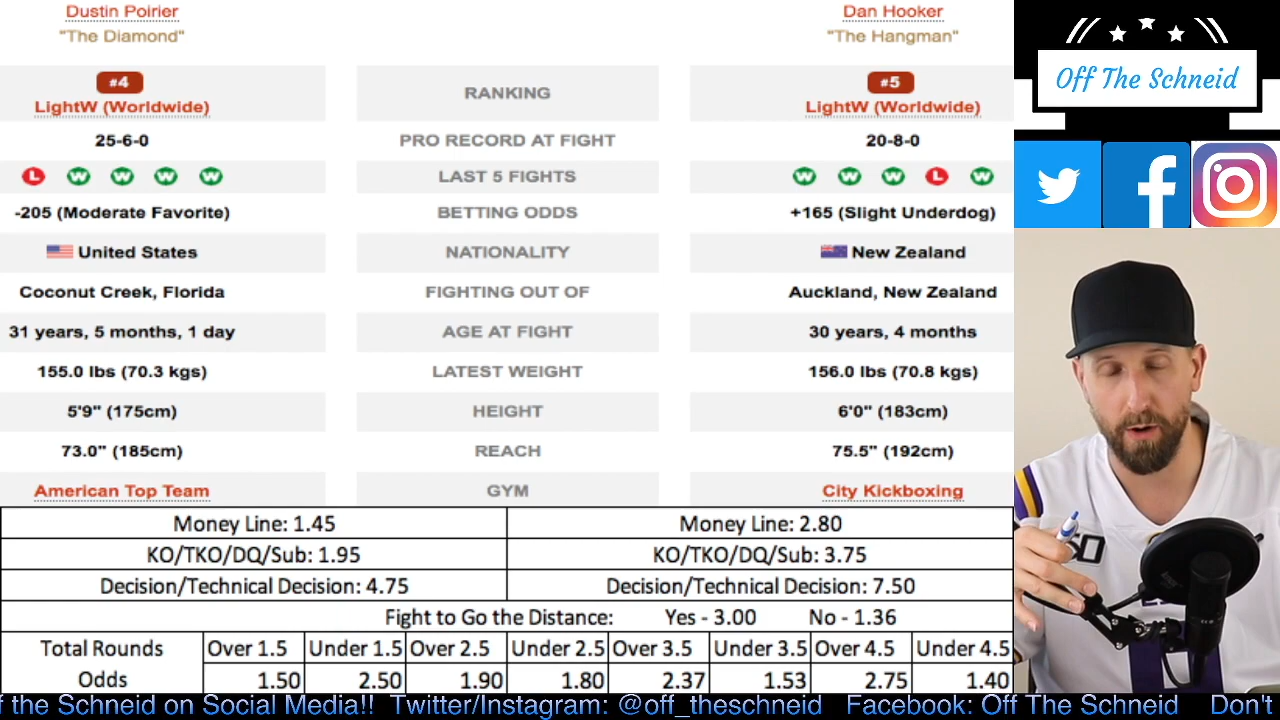 Dustin Poirier
"The Diamond"
Dan Hooker
"The Hangman"
#4
LightW (Worldwide)
RANKING
#5
LightW (Worldwide)
25-6-0
PRO RECORD AT FIGHT
20-8-0
L W W W W
LAST 5 FIGHTS
W W W L W
-205 (Moderate Favorite)
BETTING ODDS
+165 (Slight Underdog)
United States
NATIONALITY
New Zealand
Coconut Creek, Florida
FIGHTING OUT OF
Auckland, New Zealand
31 years, 5 months, 1 day
AGE AT FIGHT
30 years, 4 months
155.0 lbs (70.3 kgs)
LATEST WEIGHT
156.0 lbs (70.8 kgs)
5'9" (175cm)
HEIGHT
6'0" (183cm)
73.0" (185cm)
REACH
75.5" (192cm)
American Top Team
GYM
City Kickboxing
Money Line: 1.45
Money Line: 2.80
KO/TKO/DQ/Sub: 1.95
KO/TKO/DQ/Sub: 3.75
Decision/Technical Decision: 4.75
Decision/Technical Decision: 7.50
Fight to Go the Distance: Yes - 3.00 No - 1.36
Total Rounds Over 1.5 Under 1.5 Over 2.5 Under 2.5 Over 3.5 Under 3.5 Over 4.5 Under 4.5
Odds 1.50 2.50 1.90 1.80 2.37 1.53 2.75 1.40
f the Schneid on Social Media!! Twitter/Instagram: @off_theschneid Facebook: Off The Schneid Don't
Off The Schneid